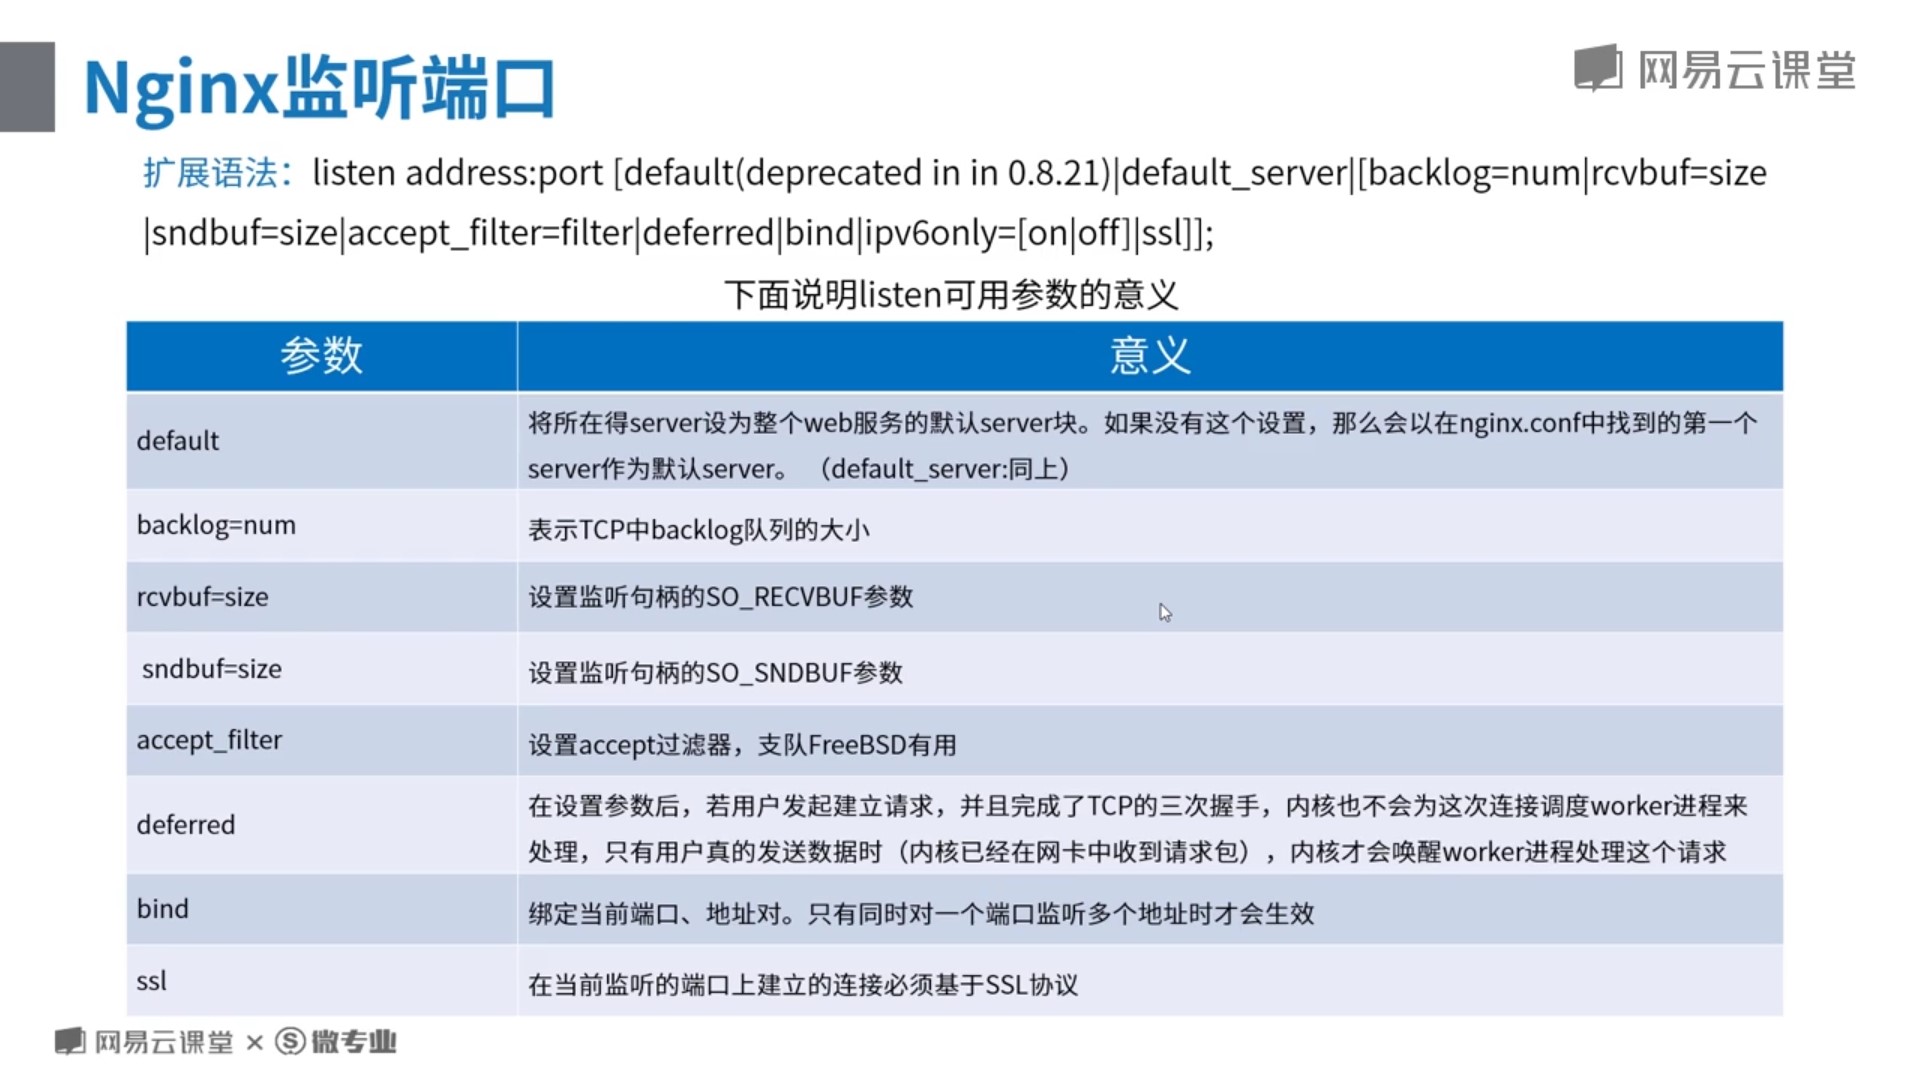 Nginx监听端口
网易云课堂
扩展语法：listen address:port [default(deprecated in in 0.8.21)|default_server|[backlog=num|rcvbuf=size
|sndbuf=size|accept_filter=filter|deferred|bind|ipv6only=[on|off]|ssl]];
下面说明listen可用参数的意义
参数 意义
default
将所在得server设为整个web服务的默认server块。如果没有这个设置，那么会以在nginx.conf中找到的第一个
server作为默认server。（default_server:同上）
backlog=num 表示TCP中backlog队列的大小
rcvbuf=size 设置监听句柄的SO_RECVBUF参数
sndbuf=size 设置监听句柄的SO_SNDBUF参数
accept_filter 设置accept过滤器，支队FreeBSD有用
deferred
在设置参数后，若用户发起建立请求，并且完成了TCP的三次握手，内核也不会为这次连接调度worker进程来
处理，只有用户真的发送数据时（内核已经在网卡中收到请求包），内核才会唤醒worker进程处理这个请求
bind 绑定当前端口、地址对。只有同时对一个端口监听多个地址时才会生效
ssl 在当前监听的端口上建立的连接必须基于SSL协议
网易云课堂 × S 微专业